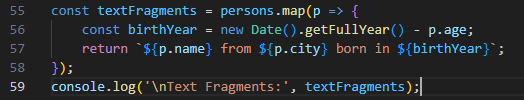 55 const textFragments = persons.map(p => {
56     const birthYear = new Date().getFullYear() - p.age;
57     return `${p.name} from ${p.city} born in ${birthYear}`;
58 });
59 console.log('\nText Fragments:', textFragments);